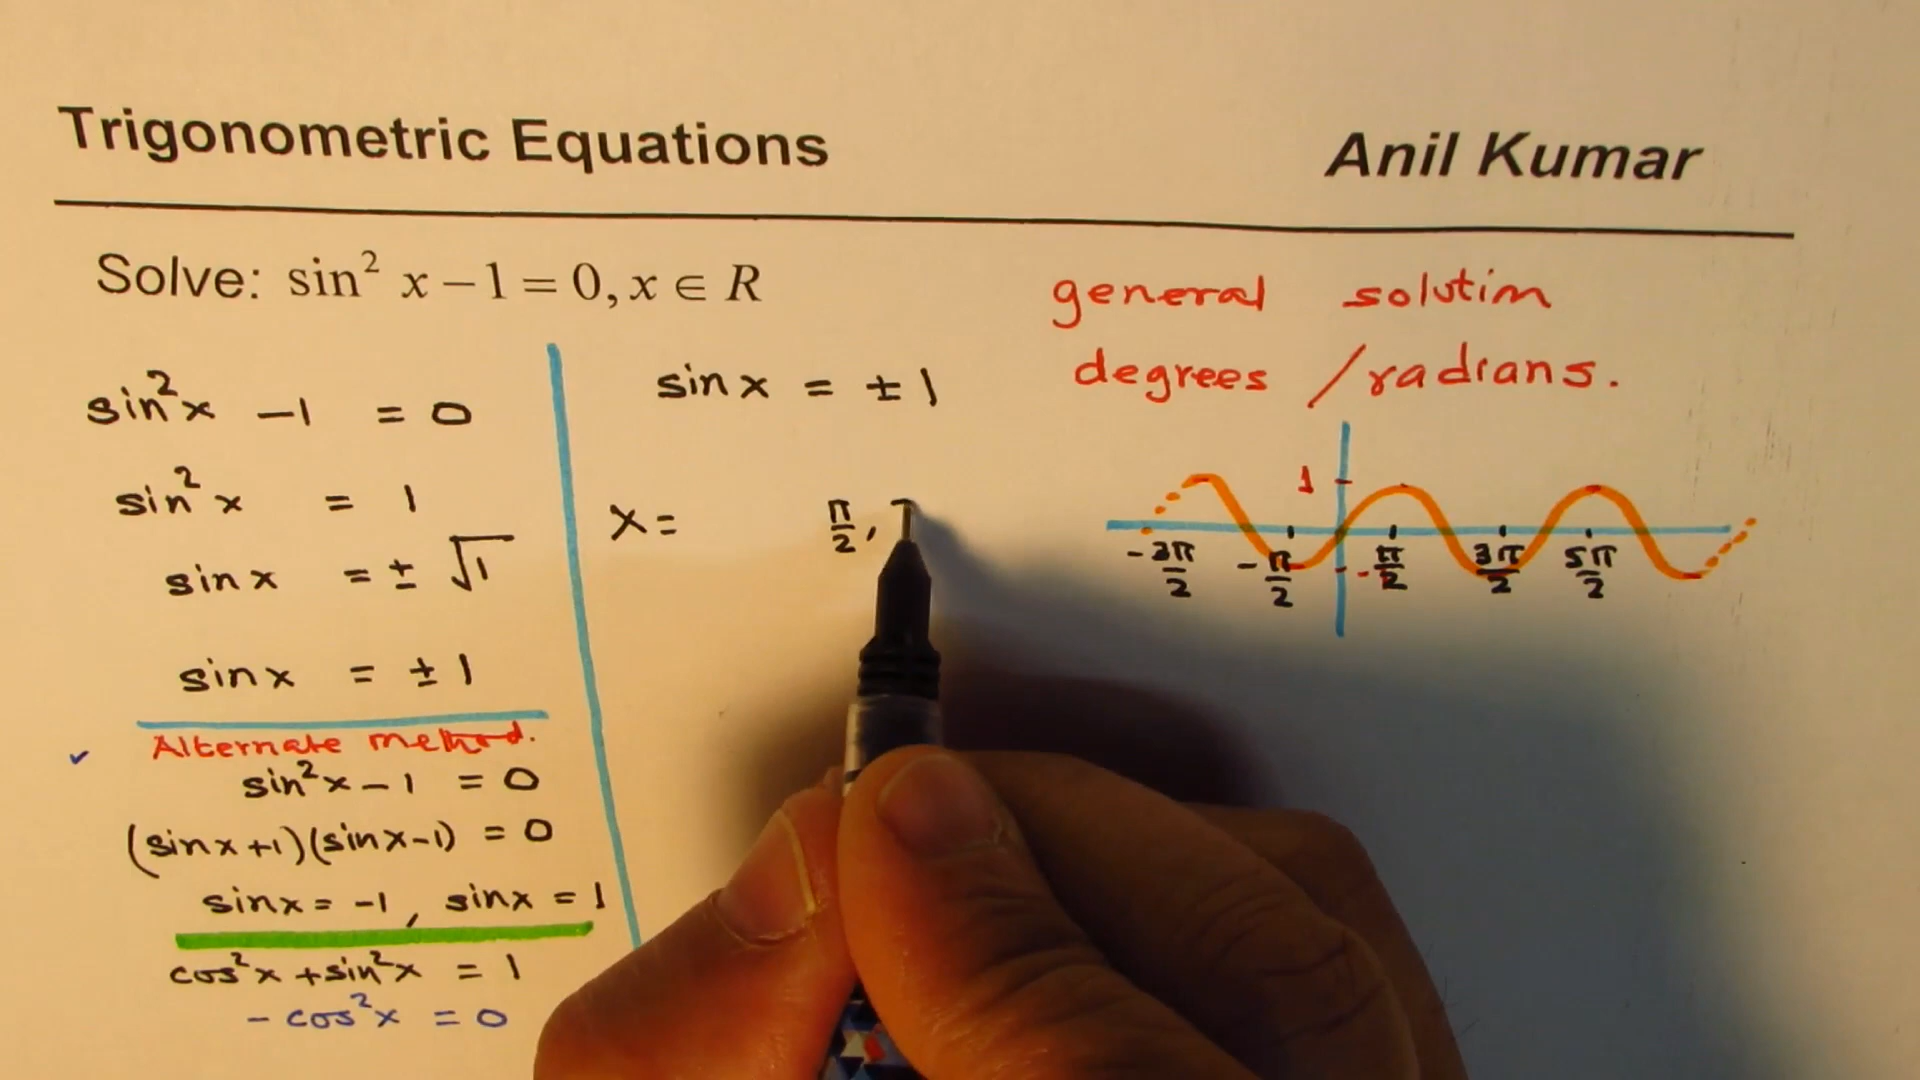 Trigonometric Equations
Anil Kumar
Solve: sin² x − 1 = 0, x ∈ R
sin²x − 1 = 0
sin²x = 1
sin x = ± √1
sin x = ± 1
Alternate method.
✓ sin²x − 1 = 0
(sin x + 1)(sin x − 1) = 0
sin x = −1, sin x = 1
cos²x + sin²x = 1
− cos²x = 0
sin x = ± 1
x = π/2,
general solutim
degrees / radians.
1
−3π/2 −π/2 π/2 3π/2 5π/2